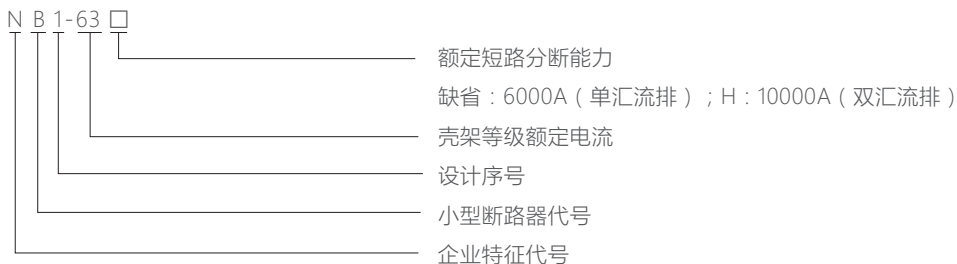 N B 1-63 □
额定短路分断能力
缺省：6000A（单汇流排）；H：10000A（双汇流排）
壳架等级额定电流
设计序号
小型断路器代号
企业特征代号